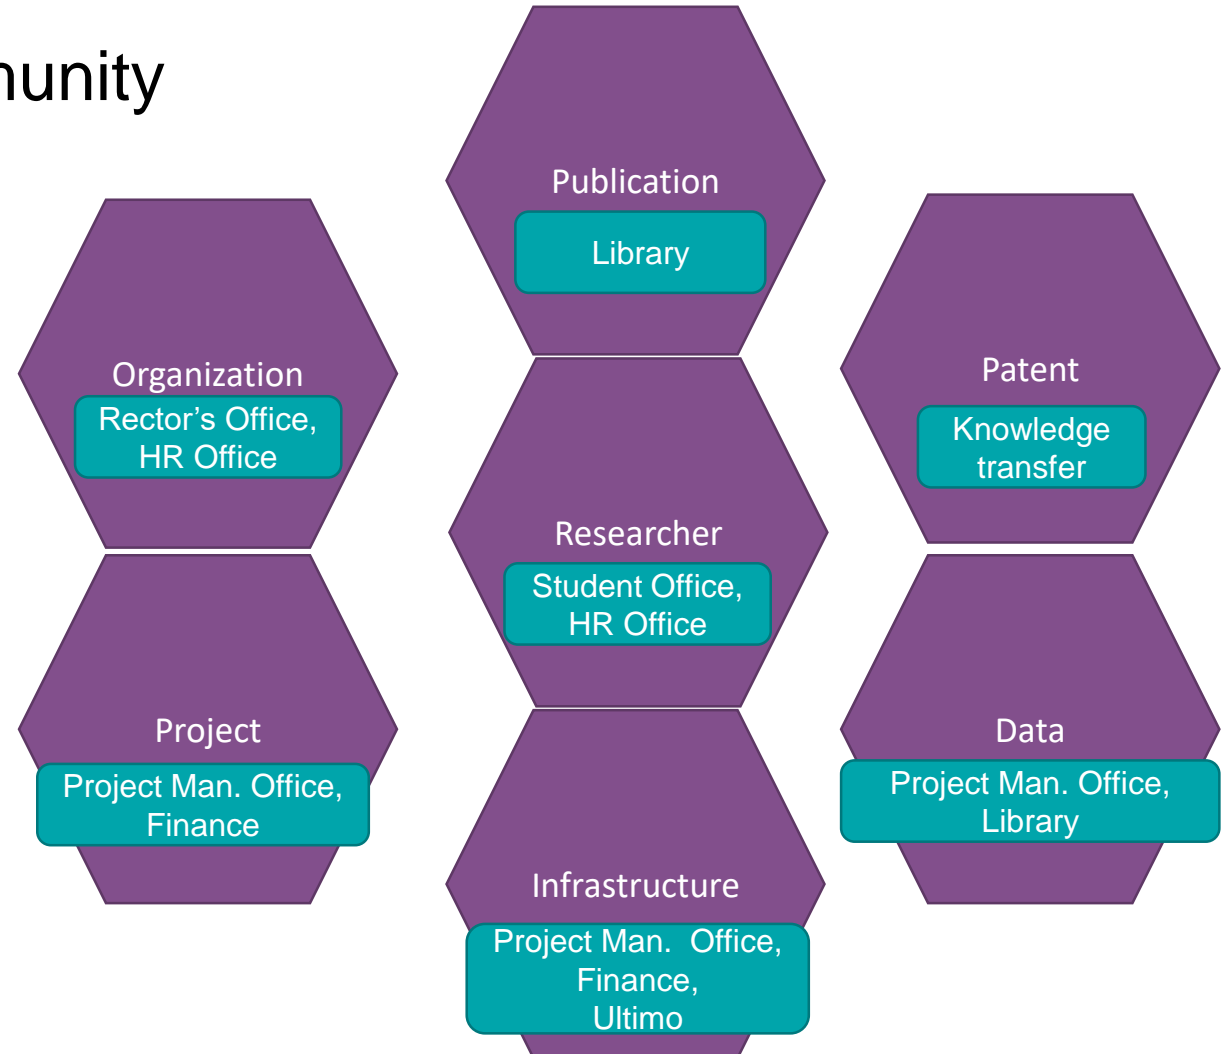 munity
Publication
Library
Organization
Rector's Office,
HR Office
Patent
Knowledge
transfer
Researcher
Student Office,
HR Office
Project
Project Man. Office,
Finance
Data
Project Man. Office,
Library
Infrastructure
Project Man.  Office,
Finance,
Ultimo